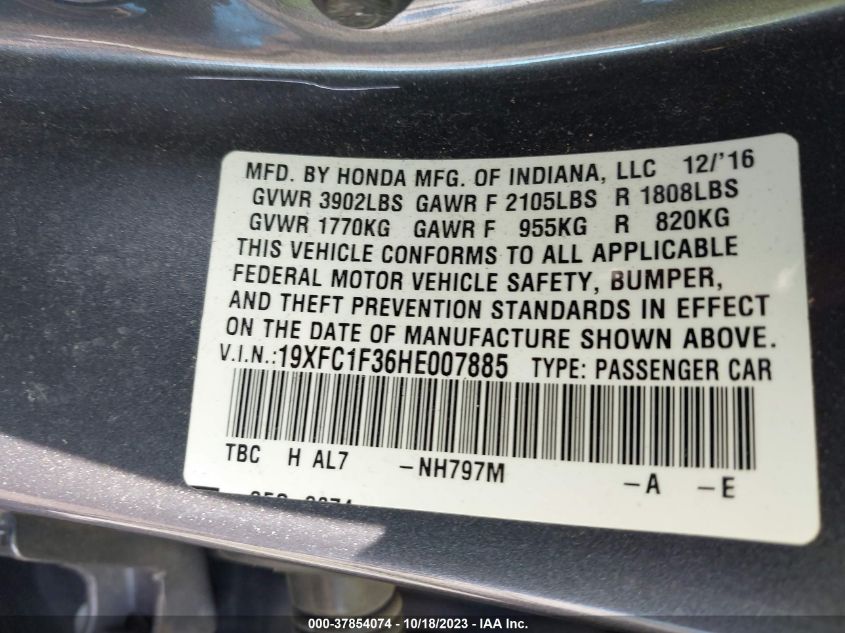 MFD. BY HONDA MFG. OF INDIANA, LLC 12/'16
GVWR 3902LBS GAWR F 2105LBS R 1808LBS
GVWR 1770KG GAWR F 955KG R 820KG
THIS VEHICLE CONFORMS TO ALL APPLICABLE
FEDERAL MOTOR VEHICLE SAFETY, BUMPER,
AND THEFT PREVENTION STANDARDS IN EFFECT
ON THE DATE OF MANUFACTURE SHOWN ABOVE.
V.I.N.:19XFC1F36HE007885 TYPE: PASSENGER CAR
TBC H AL7 -NH797M -A -E
000-37854074 - 10/18/2023 - IAAI Inc.